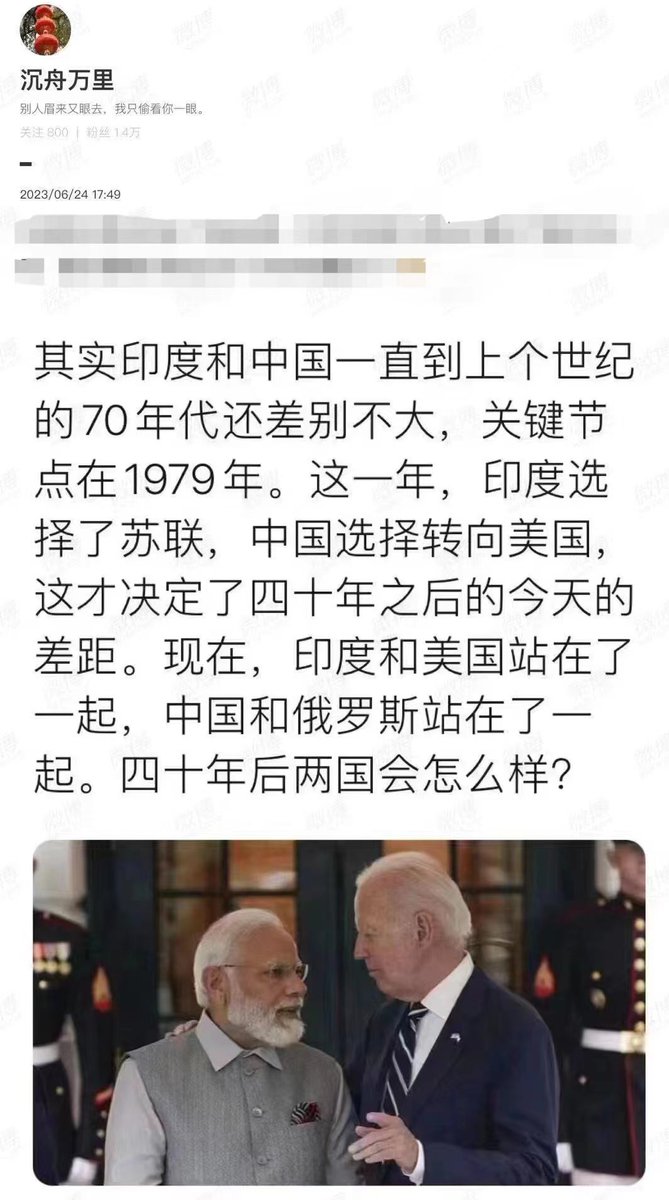 沉舟万里
别人眉来又眼去，我只偷看你一眼。
关注 800 | 粉丝 1.4万
2023/06/24 17:49
其实印度和中国一直到上个世纪
的70年代还差别不大，关键节
点在1979年。这一年，印度选
择了苏联，中国选择转向美国，
这才决定了四十年之后的今天的
差距。现在，印度和美国站在了
一起，中国和俄罗斯站在了一
起。四十年后两国会怎么样？